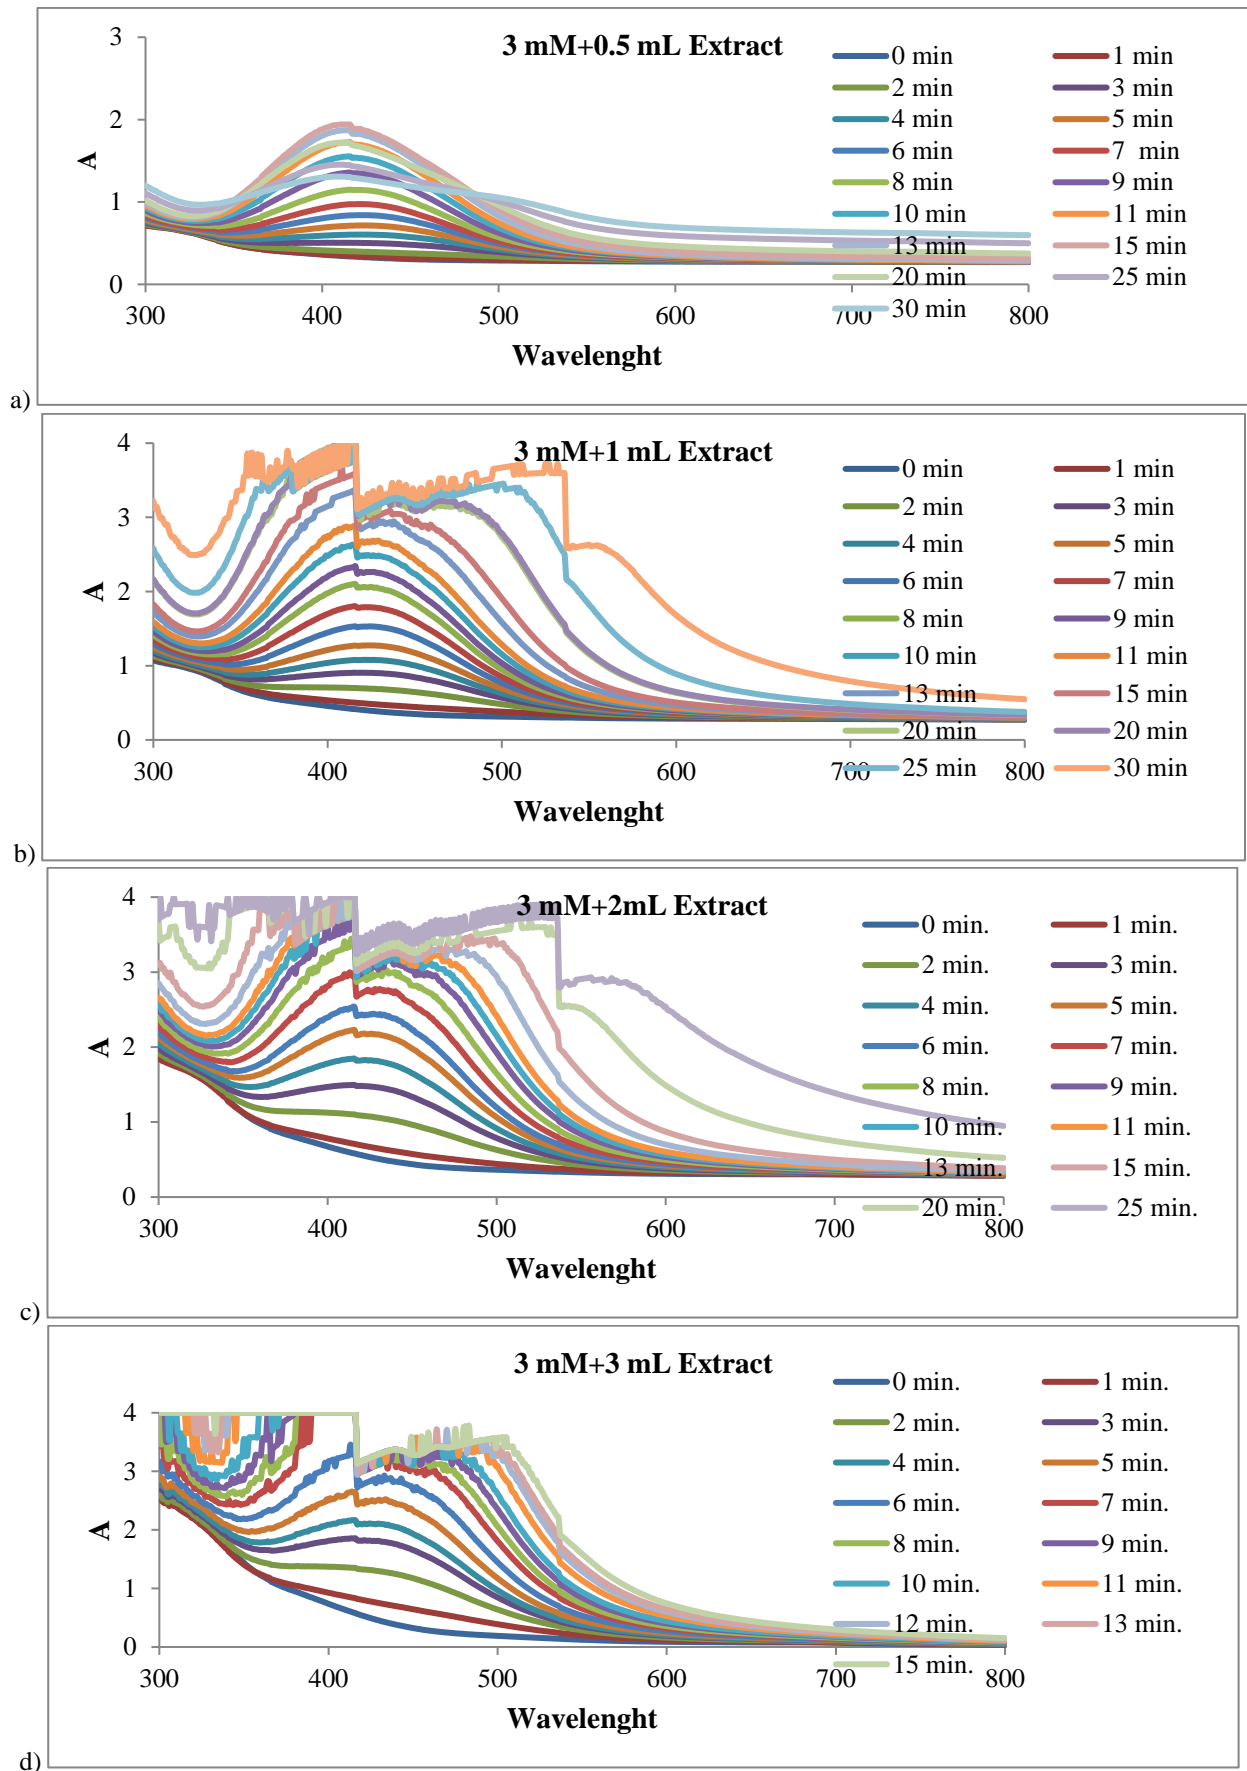 3 mM+0.5 mL Extract
3
2
1
0
A
300 400 500 600 700 800
Wavelenght
0 min 1 min
2 min 3 min
4 min 5 min
6 min 7 min
8 min 9 min
10 min 11 min
13 min 15 min
20 min 25 min
30 min
a)
3 mM+1 mL Extract
4
3
2
1
0
A
300 400 500 600 700 800
Wavelenght
0 min 1 min
2 min 3 min
4 min 5 min
6 min 7 min
8 min 9 min
10 min 11 min
13 min 15 min
20 min 20 min
25 min 30 min
b)
3 mM+2mL Extract
4
3
2
1
0
A
300 400 500 600 700 800
Wavelenght
0 min. 1 min.
2 min. 3 min.
4 min. 5 min.
6 min. 7 min.
8 min. 9 min.
10 min. 11 min.
13 min. 15 min.
20 min. 25 min.
c)
3 mM+3 mL Extract
4
3
2
1
0
A
300 400 500 600 700 800
Wavelenght
0 min. 1 min.
2 min. 3 min.
4 min. 5 min.
6 min. 7 min.
8 min. 9 min.
10 min. 11 min.
12 min. 13 min.
15 min.
d)